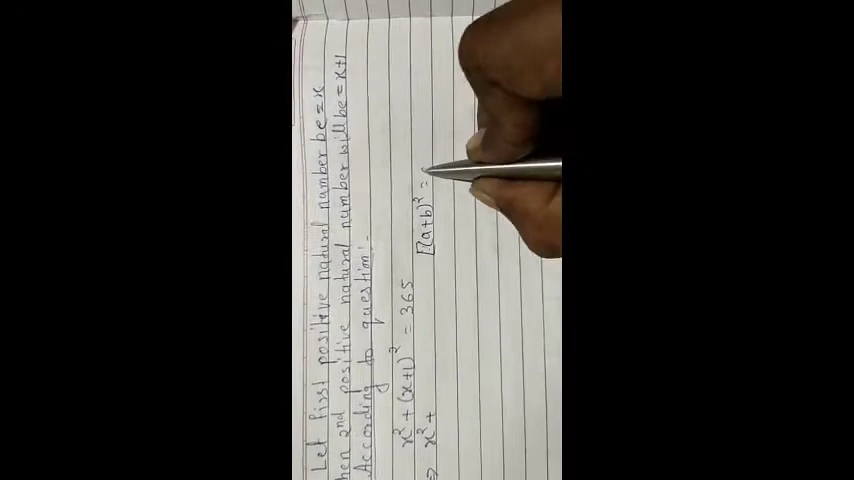 Let first positive natural number be = x
hen 2nd positive natural number will be = x+1
According to question:-
x² + (x+1)² = 365
⇒ x² + [∵(a+b)² =